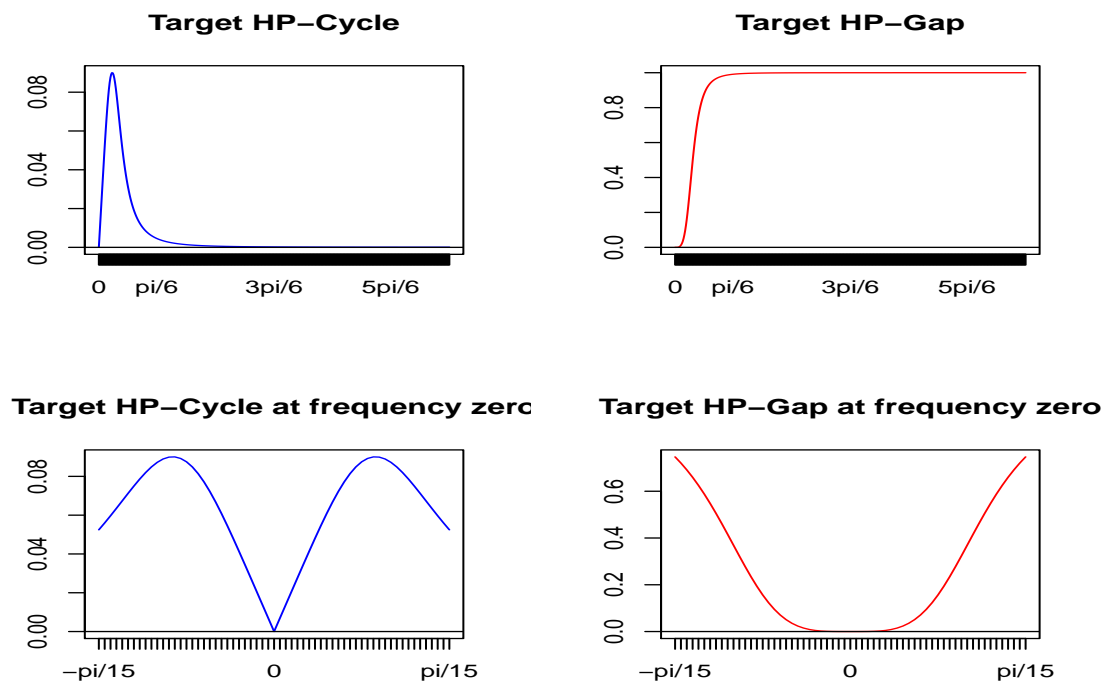 Target HP−Cycle
0.00 0.04 0.08
0 pi/6 3pi/6 5pi/6
Target HP−Gap
0.0 0.4 0.8
0 pi/6 3pi/6 5pi/6
Target HP−Cycle at frequency zero
0.00 0.04 0.08
−pi/15 0 pi/15
Target HP−Gap at frequency zero
0.0 0.2 0.4 0.6
−pi/15 0 pi/15